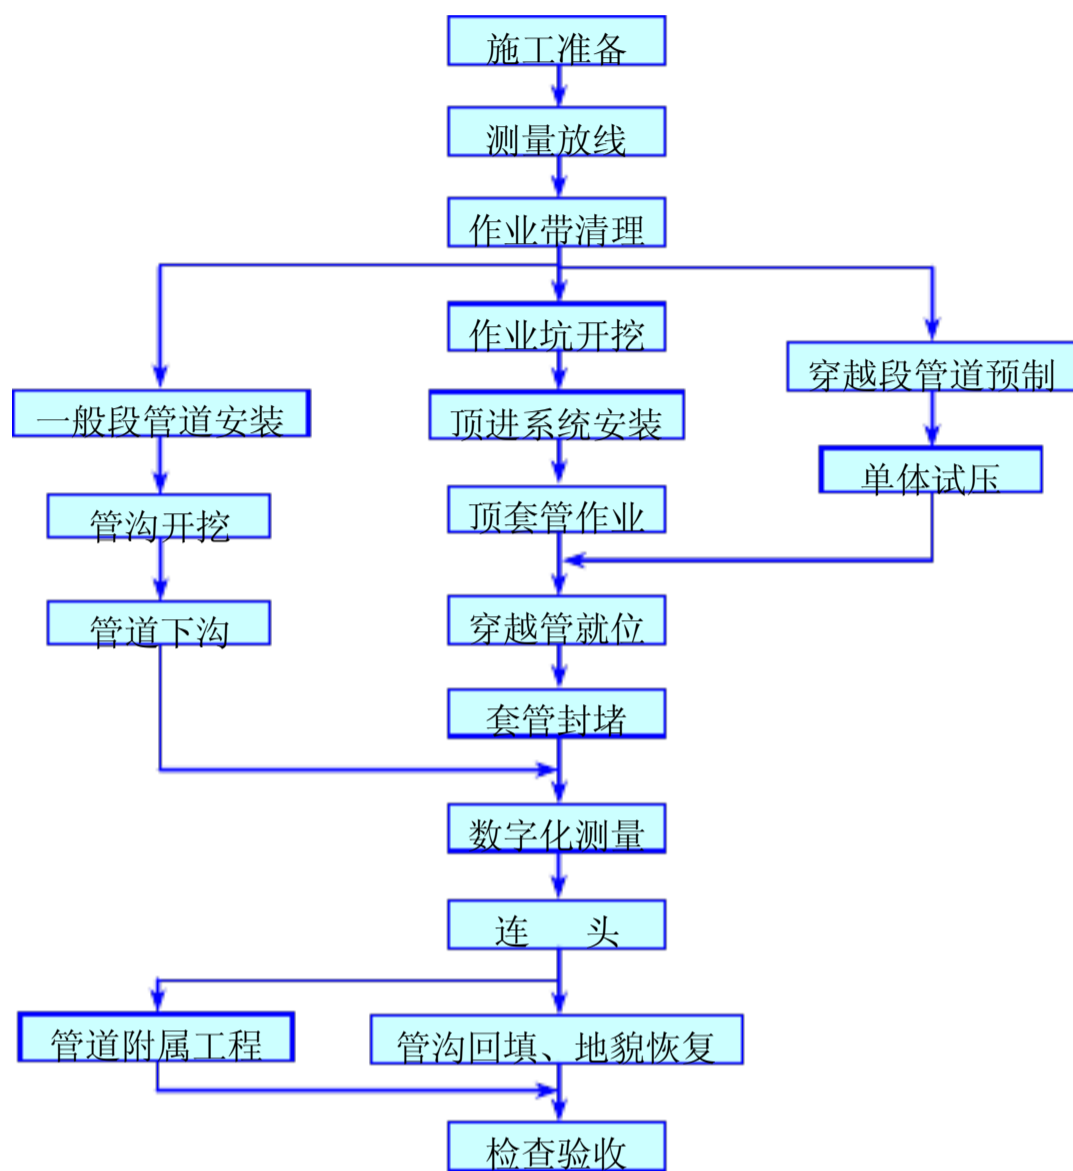 施工准备
测量放线
作业带清理
作业坑开挖
穿越段管道预制
一般段管道安装
顶进系统安装
单体试压
管沟开挖
顶套管作业
管道下沟
穿越管就位
套管封堵
数字化测量
连 头
管道附属工程
管沟回填、地貌恢复
检查验收